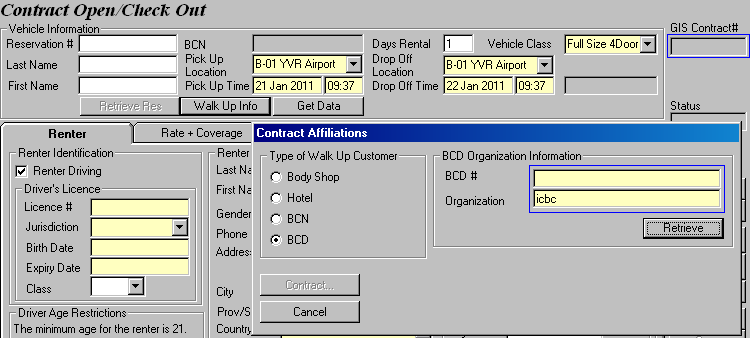 Contract Open/Check Out
Vehicle Information
Reservation # BCN Days Rental 1 Vehicle Class Full Size 4Door
Last Name Pick Up Location B-01 YVR Airport Drop Off Location B-01 YVR Airport
First Name Pick Up Time 21 Jan 2011 09:37 Drop Off Time 22 Jan 2011 09:37
Retrieve Res Walk Up Info Get Data
GIS Contract#
Status
Renter Rate + Coverage
Renter Identification
Renter Driving
Driver's Licence
Licence #
Jurisdiction
Birth Date
Expiry Date
Class
Driver Age Restrictions
The minimum age for the renter is 21.
Renter
Last Na
First Na
Gender
Phone
Address
City
Prov/S
Country
Contract Affiliations
Type of Walk Up Customer
Body Shop
Hotel
BCN
BCD
BCD Organization Information
BCD #
Organization icbc
Retrieve
Contract...
Cancel